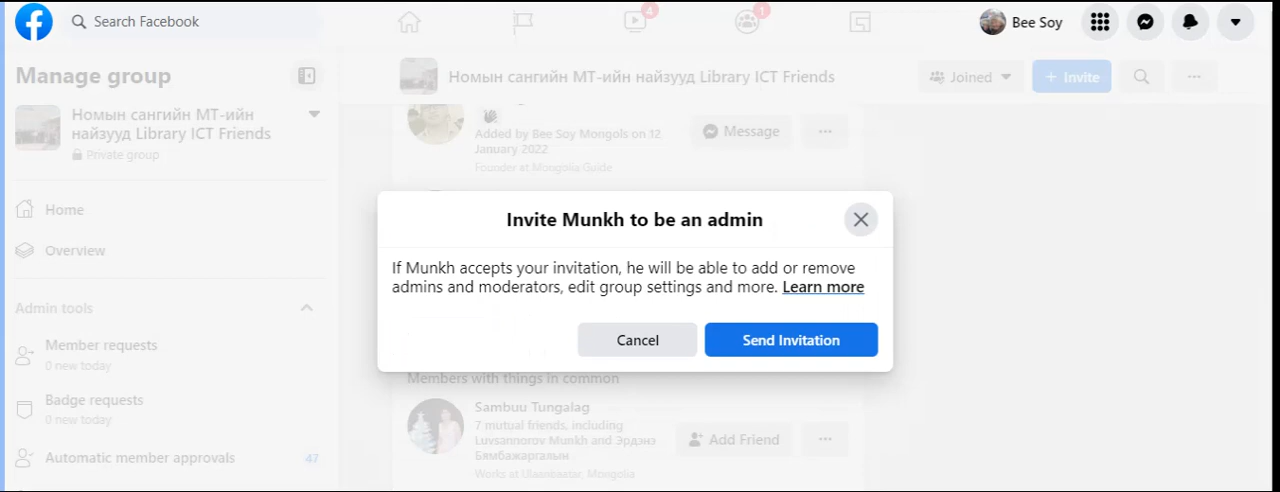 Search Facebook
4
1
Bee Soy
Manage group
Номын сангийн МТ-ийн найзууд Library ICT Friends
Joined
+ Invite
Номын сангийн МТ-ийн
найзууд Library ICT Friends
Private group
Added by Bee Soy Mongols on 12
January 2022
Founder at Mongolia Guide
Message
Home
Overview
Invite Munkh to be an admin
If Munkh accepts your invitation, he will be able to add or remove
admins and moderators, edit group settings and more. Learn more
Cancel
Send Invitation
Admin tools
Member requests
0 new today
Badge requests
0 new today
Automatic member approvals
47
Members with things in common
Sambuu Tungalag
7 mutual friends, including
Luvsannorov Munkh and Эрдэнэ
Бямбажаргалын
Works at Ulaanbaatar, Mongolia
Add Friend